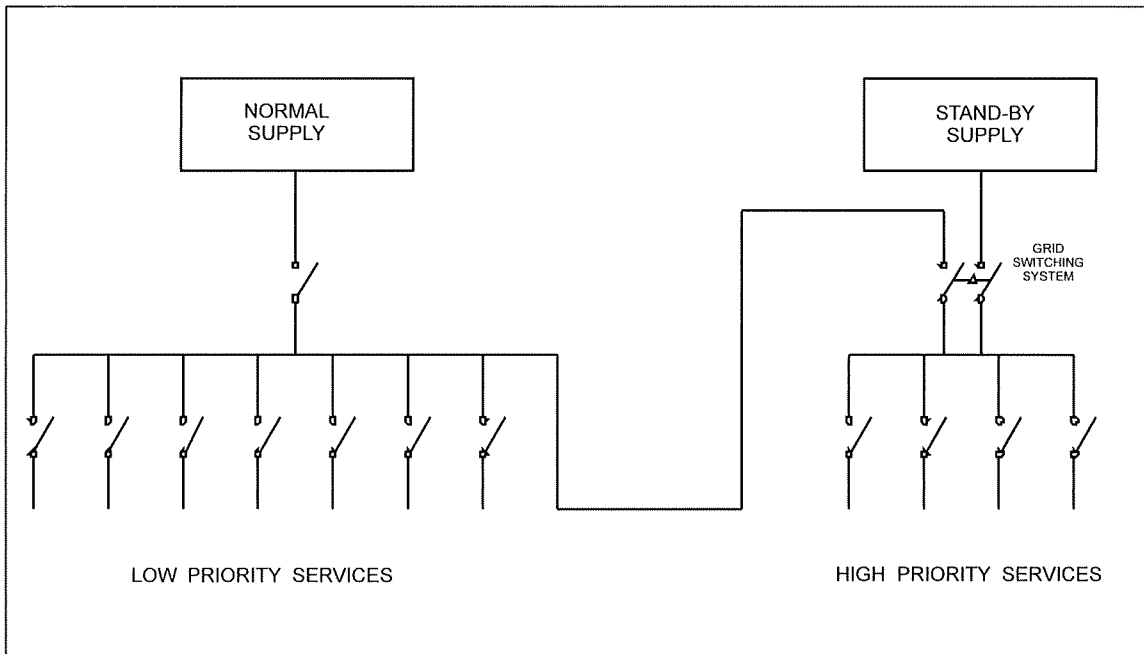 NORMAL
SUPPLY
STAND-BY
SUPPLY
GRID
SWITCHING
SYSTEM
LOW PRIORITY SERVICES
HIGH PRIORITY SERVICES